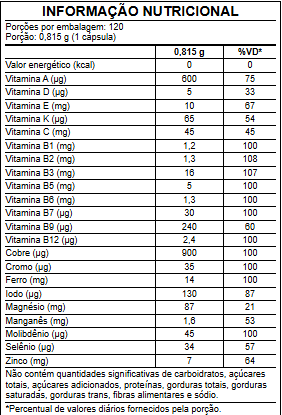 INFORMAÇÃO NUTRICIONAL
Porções por embalagem: 120
Porção: 0,815 g (1 cápsula)
0,815 g %VD*
Valor energético (kcal) 0 0
Vitamina A (µg) 600 75
Vitamina D (µg) 5 33
Vitamina E (mg) 10 67
Vitamina K (µg) 65 54
Vitamina C (mg) 45 45
Vitamina B1 (mg) 1,2 100
Vitamina B2 (mg) 1,3 108
Vitamina B3 (mg) 16 107
Vitamina B5 (mg) 5 100
Vitamina B6 (mg) 1,3 100
Vitamina B7 (µg) 30 100
Vitamina B9 (µg) 240 60
Vitamina B12 (µg) 2,4 100
Cobre (µg) 900 100
Cromo (µg) 35 100
Ferro (mg) 14 100
Iodo (µg) 130 87
Magnésio (mg) 87 21
Manganês (mg) 1,6 53
Molibdênio (µg) 45 100
Selênio (µg) 34 57
Zinco (mg) 7 64
Não contém quantidades significativas de carboidratos, açúcares
totais, açúcares adicionados, proteínas, gorduras totais, gorduras
saturadas, gorduras trans, fibras alimentares e sódio.
*Percentual de valores diários fornecidos pela porção.